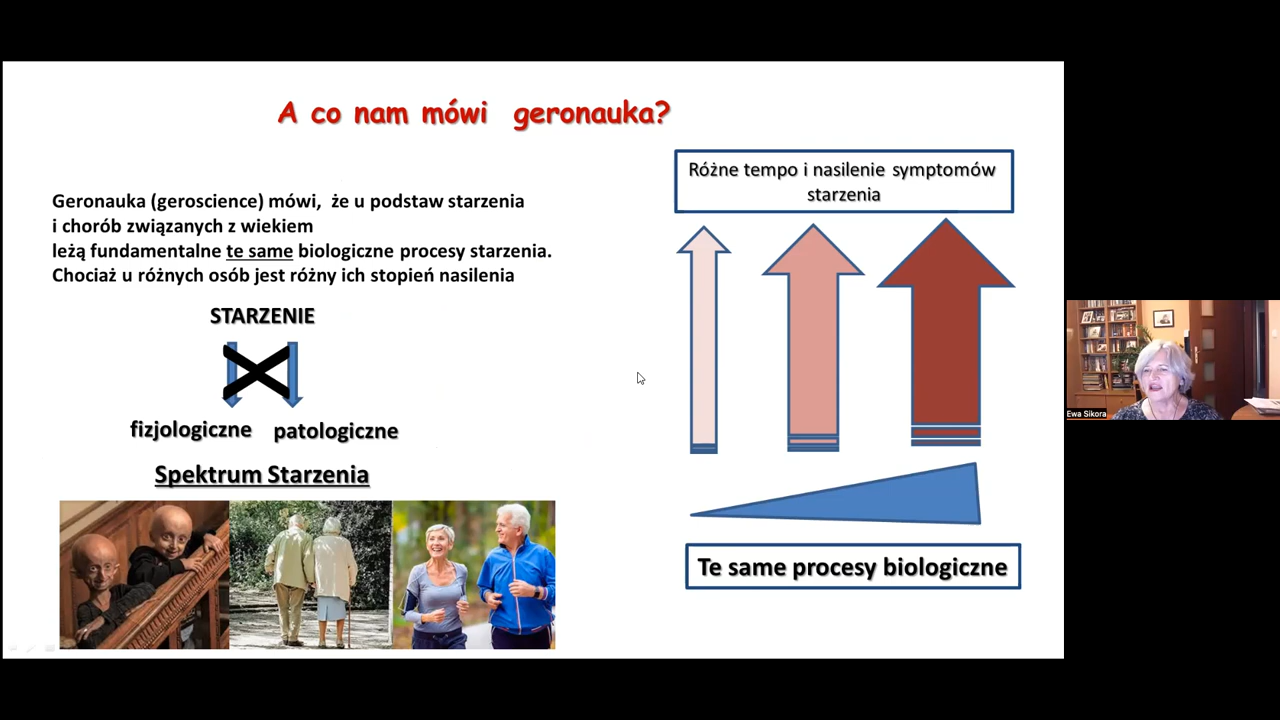 A co nam mówi geronauka?
Geronauka (geroscience) mówi, że u podstaw starzenia
i chorób związanych z wiekiem
leżą fundamentalne te same biologiczne procesy starzenia.
Chociaż u różnych osób jest różny ich stopień nasilenia
STARZENIE
fizjologiczne patologiczne
Spektrum Starzenia
Różne tempo i nasilenie symptomów
starzenia
Te same procesy biologiczne
Ewa Sikora